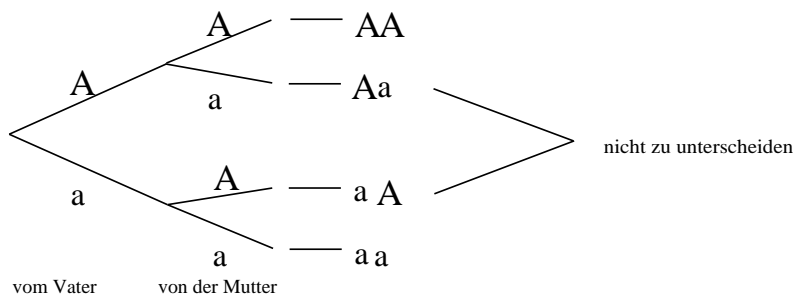 A
AA
A
a
Aa
nicht zu unterscheiden
a
A
a A
a
a a
vom Vater
von der Mutter